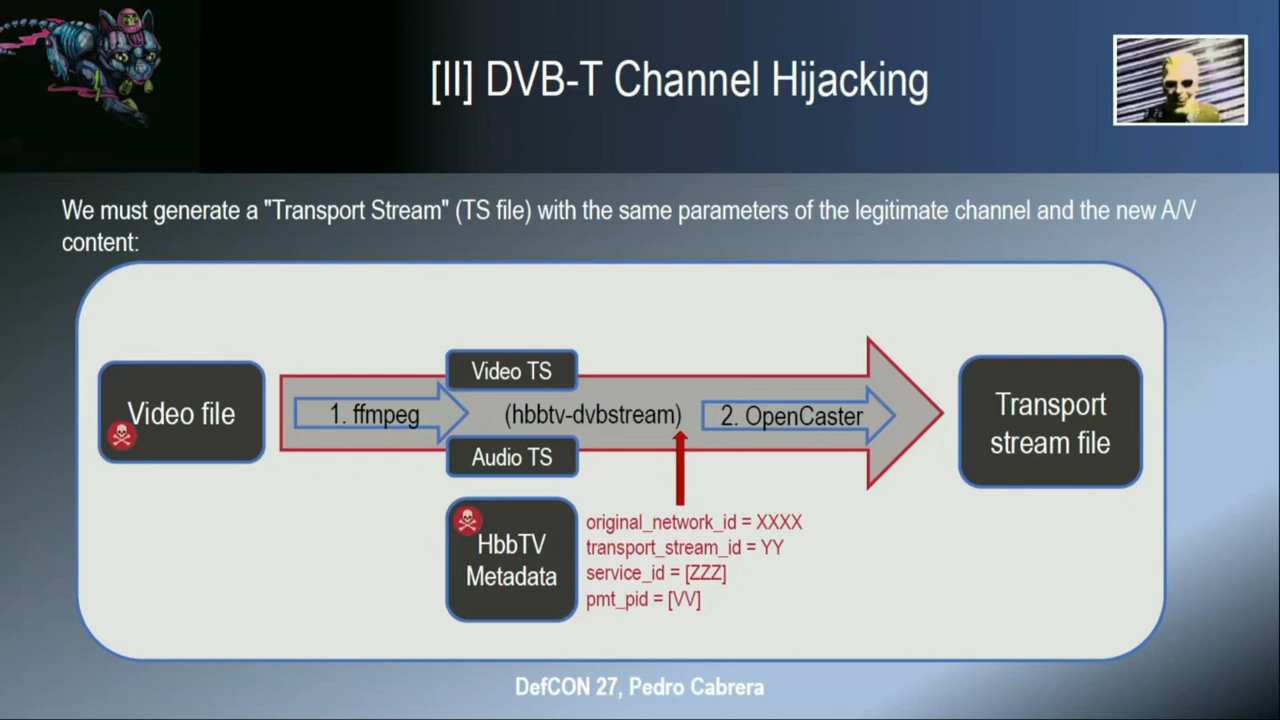 [II] DVB-T Channel Hijacking
We must generate a "Transport Stream" (TS file) with the same parameters of the legitimate channel and the new A/V
content:
Video file
1. ffmpeg
Video TS
(hbbtv-dvbstream)
Audio TS
2. OpenCaster
Transport
stream file
HbbTV
Metadata
original_network_id = XXXX
transport_stream_id = YY
service_id = [ZZZ]
pmt_pid = [VV]
DefCON 27, Pedro Cabrera